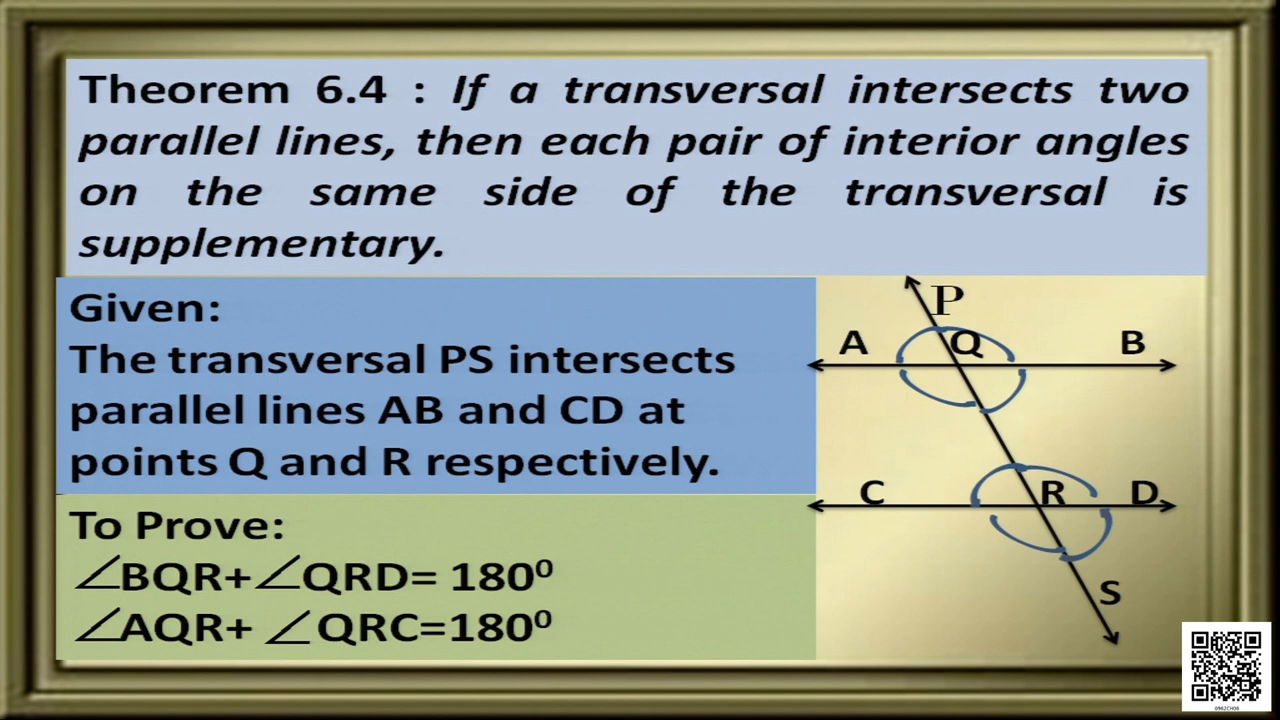 Theorem 6.4 : If a transversal intersects two
parallel lines, then each pair of interior angles
on the same side of the transversal is
supplementary.
Given:
The transversal PS intersects
parallel lines AB and CD at
points Q and R respectively.
To Prove:
∠BQR+∠QRD= 180⁰
∠AQR+ ∠QRC=180⁰
P
A Q B
C R D
S
0962CH06